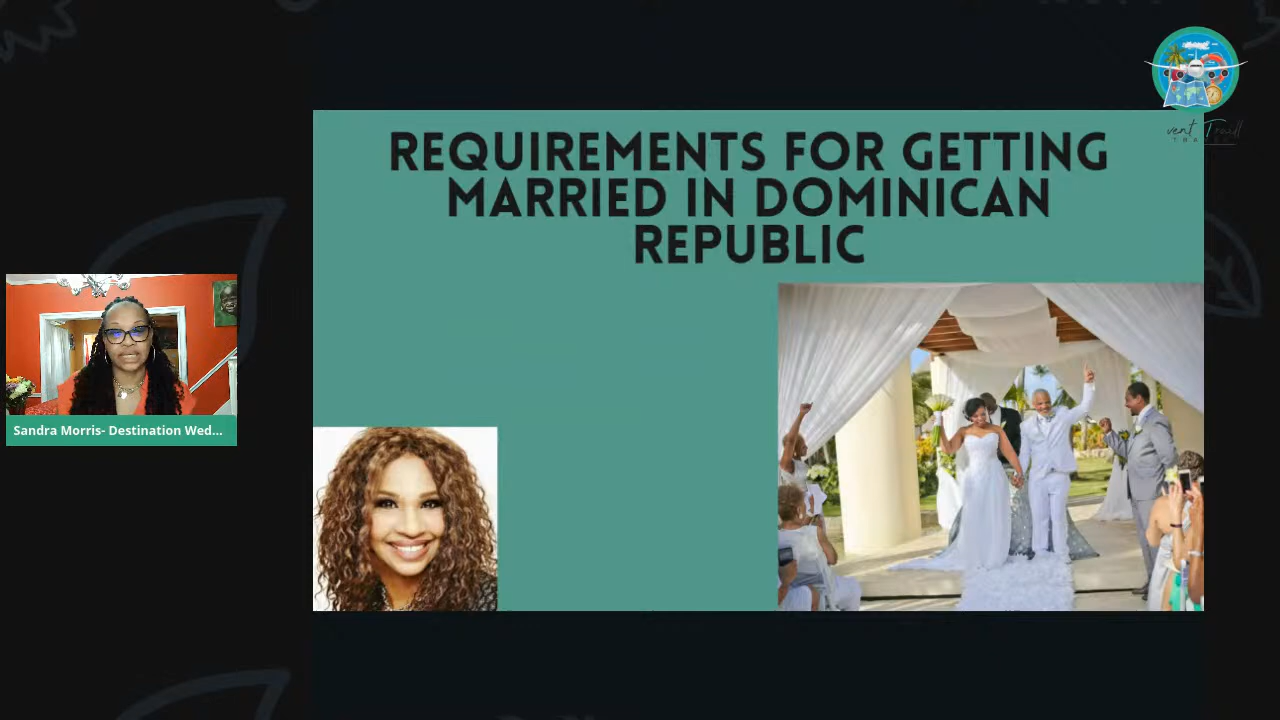 REQUIREMENTS FOR GETTING
MARRIED IN DOMINICAN
REPUBLIC
Sandra Morris- Destination Wed...